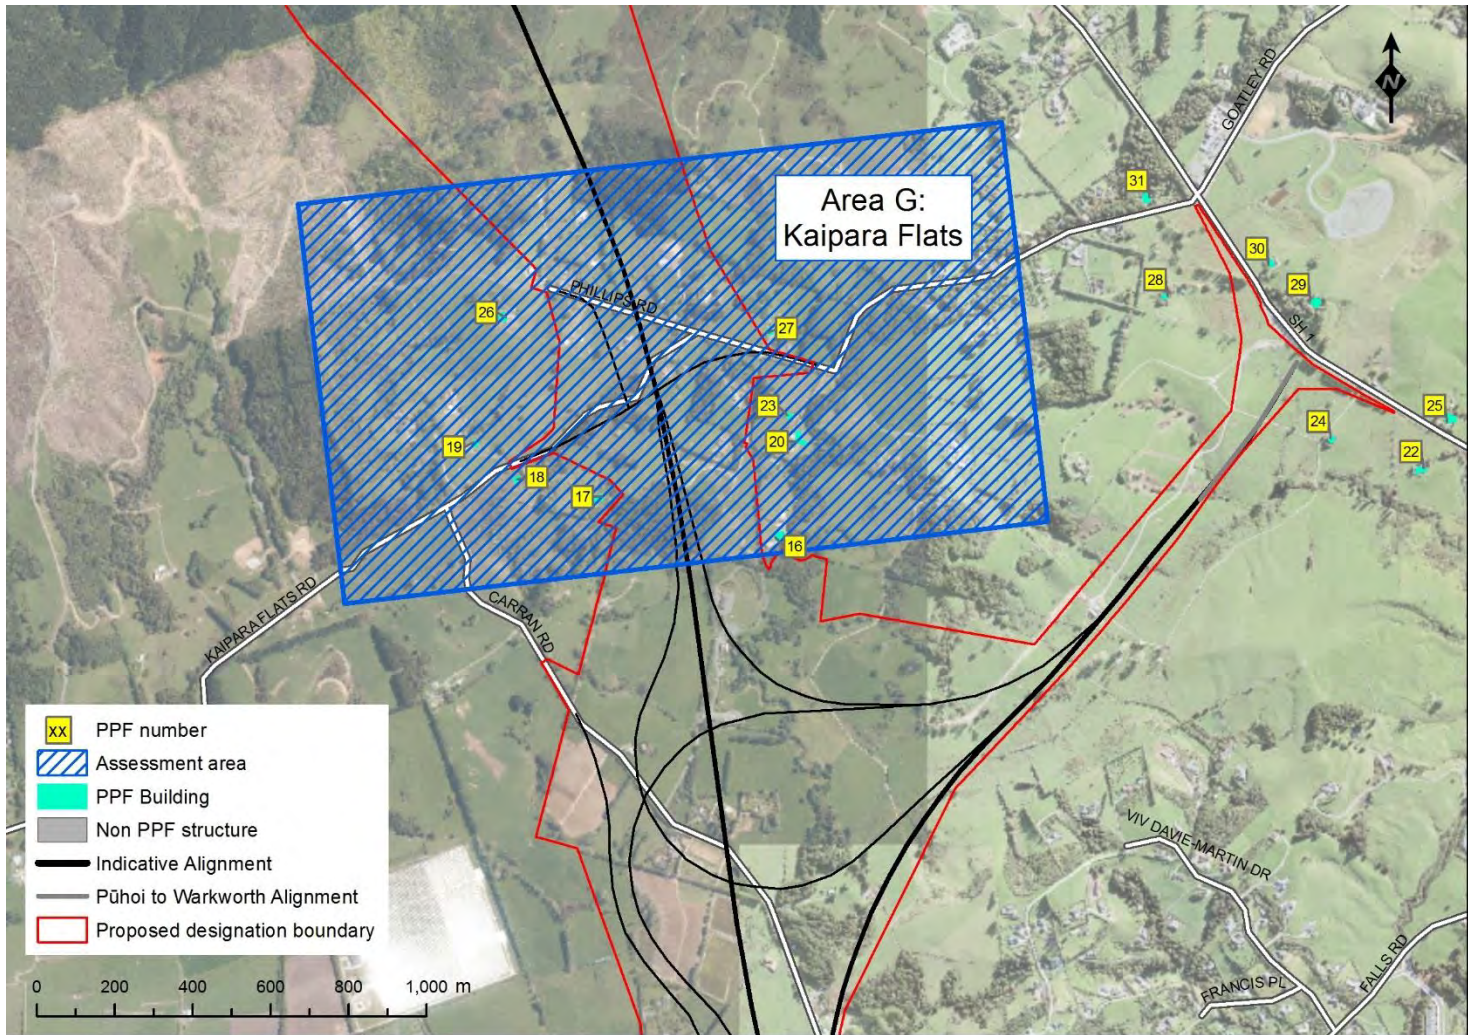 GOATLEY RD
N
31
Area G:
Kaipara Flats
30
28
29
PHILLIPS RD
26
27
SH 1
23
25
24
20
19
22
18
17
16
KAIPARA FLATS RD
CARRAN RD
xx PPF number
Assessment area
PPF Building
Non PPF structure
Indicative Alignment
Pūhoi to Warkworth Alignment
Proposed designation boundary
VIV DAVIE-MARTIN DR
FALLS RD
FRANCIS PL
0 200 400 600 800 1,000 m